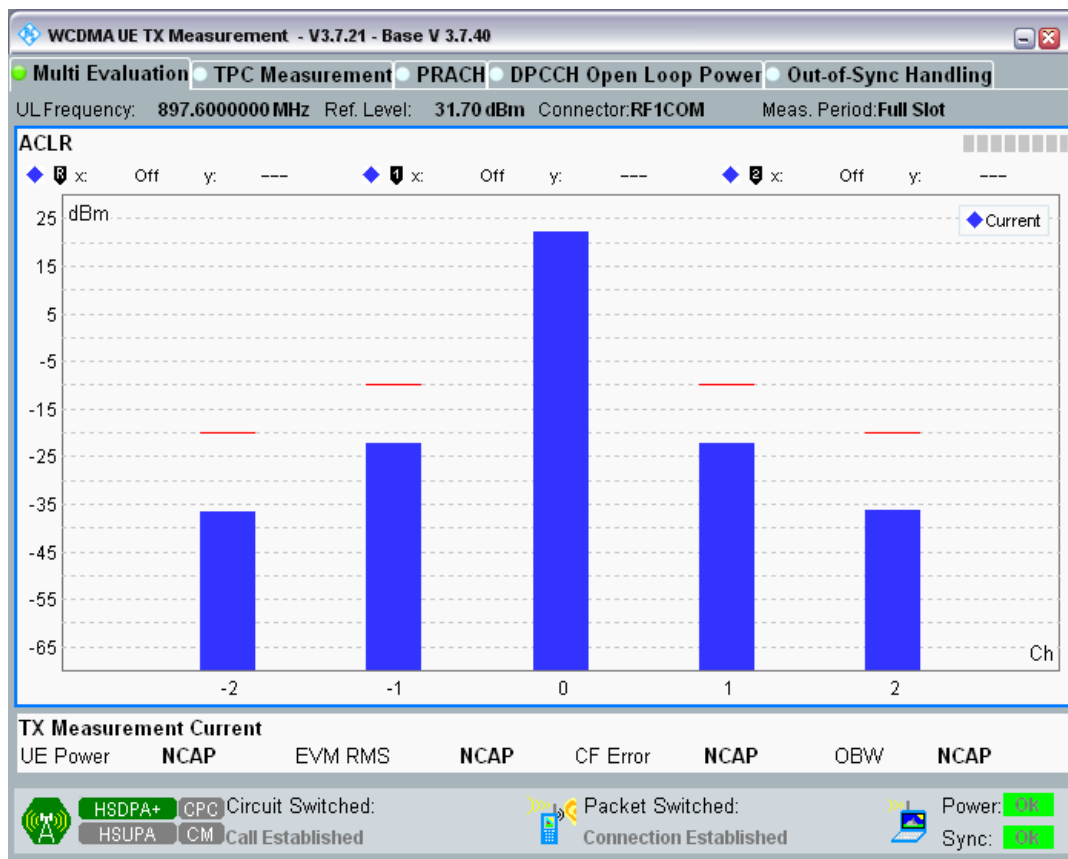 WCDMA UE TX Measurement - V3.7.21 - Base V 3.7.40
Multi Evaluation TPC Measurement PRACH DPCCH Open Loop Power Out-of-Sync Handling
UL Frequency: 897.6000000 MHz Ref. Level: 31.70 dBm Connector:RF1COM Meas. Period:Full Slot
ACLR
R x: Off y: --- 1 x: Off y: --- 2 x: Off y: ---
dBm
Current
25
15
5
-5
-15
-25
-35
-45
-55
-65
Ch
-2 -1 0 1 2
TX Measurement Current
UE Power NCAP EVM RMS NCAP CF Error NCAP OBW NCAP
HSDPA+ CPC Circuit Switched: Packet Switched: Power: OK
HSUPA CM Call Established Connection Established Sync: OK